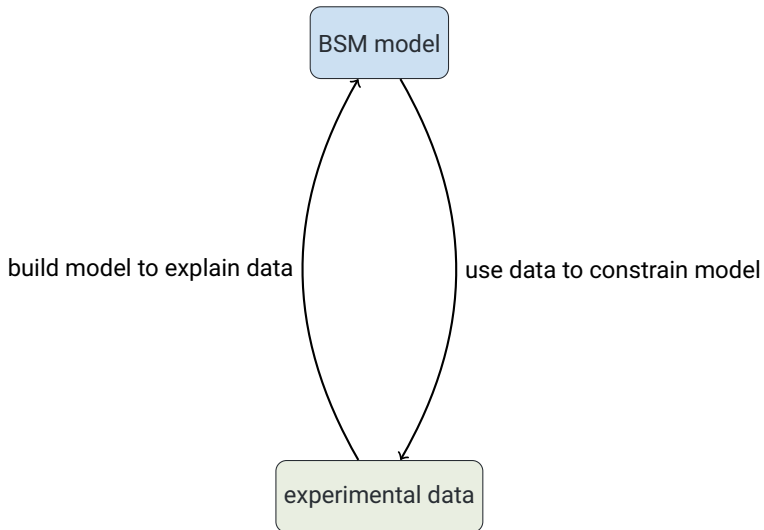 BSM model
build model to explain data
use data to constrain model
experimental data